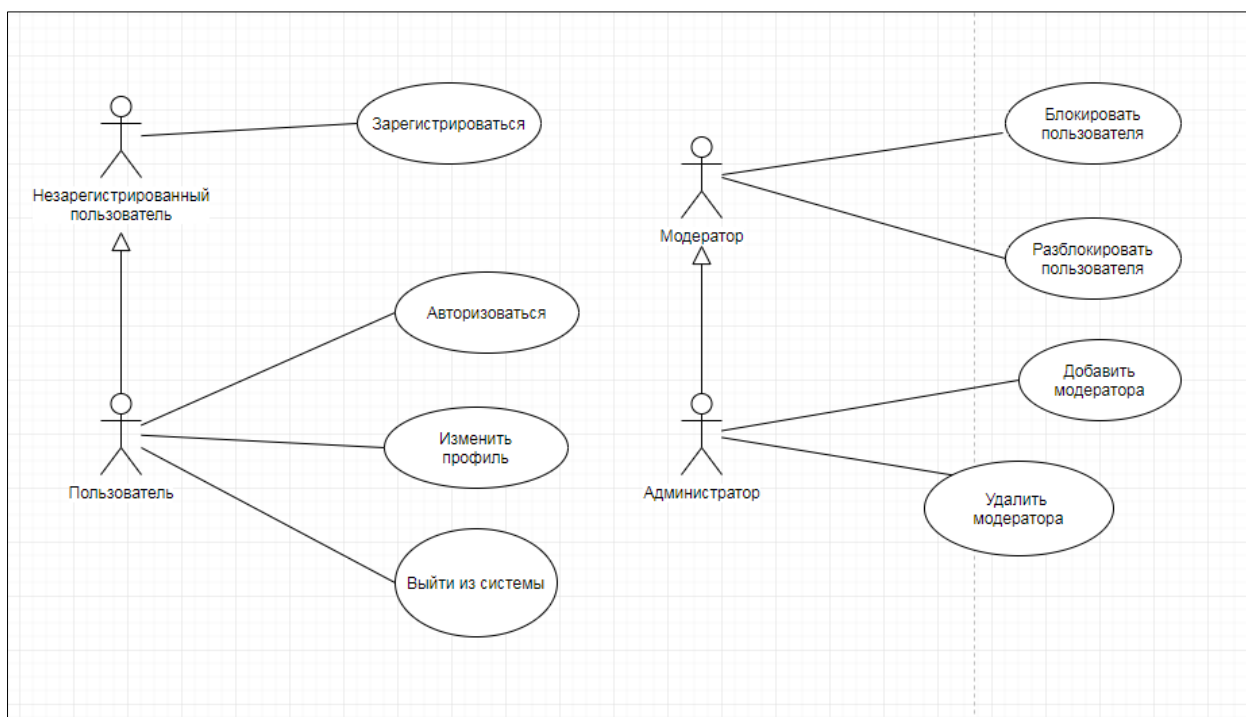 Зарегистрироваться
Незарегистрированный
пользователь
Авторизоваться
Изменить
профиль
Пользователь
Выйти из системы
Блокировать
пользователя
Модератор
Разблокировать
пользователя
Добавить
модератора
Администратор
Удалить
модератора